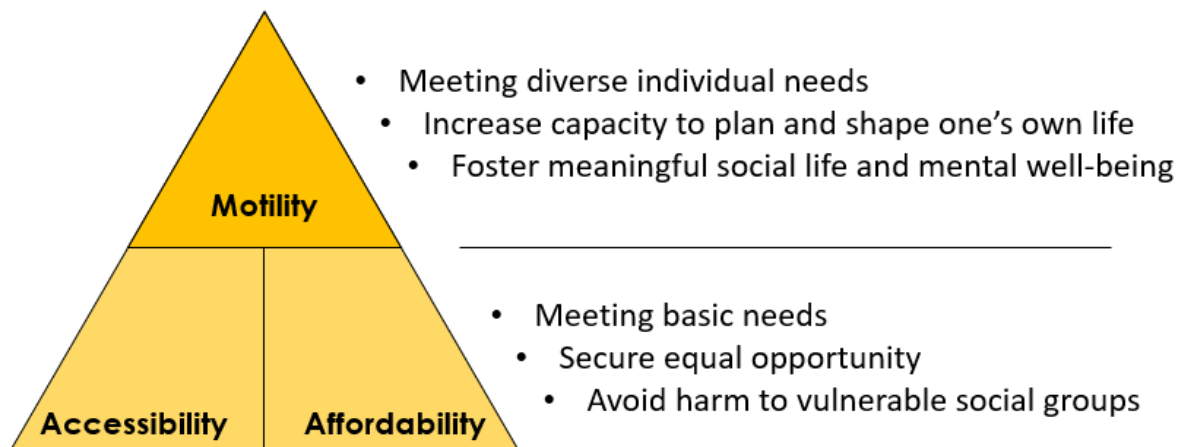 • Meeting diverse individual needs
• Increase capacity to plan and shape one’s own life
• Foster meaningful social life and mental well-being
Motility
• Meeting basic needs
• Secure equal opportunity
• Avoid harm to vulnerable social groups
Accessibility
Affordability